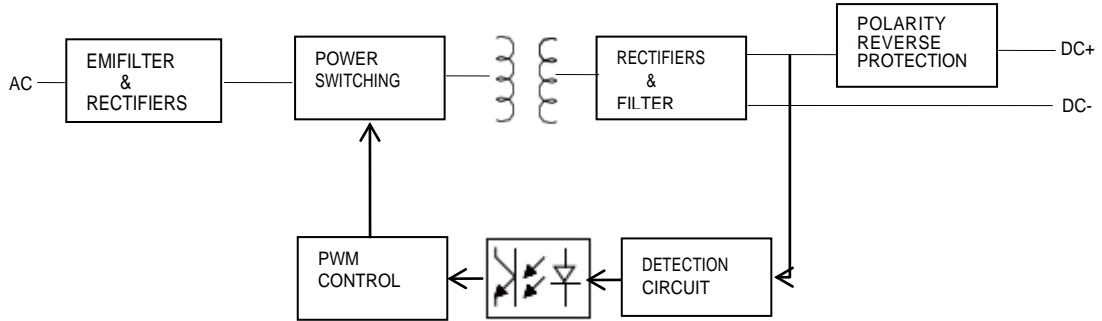 AC
EMIFILTER
&
RECTIFIERS
POWER
SWITCHING
RECTIFIERS
&
FILTER
POLARITY
REVERSE
PROTECTION
DC+
DC-
PWM
CONTROL
DETECTION
CIRCUIT